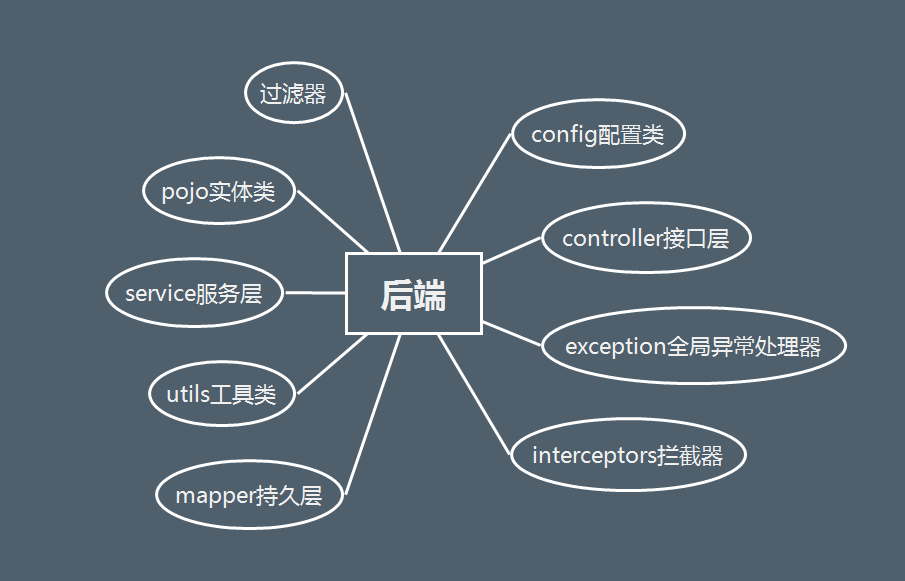 过滤器
config配置类
pojo实体类
controller接口层
service服务层
后端
exception全局异常处理器
utils工具类
interceptors拦截器
mapper持久层